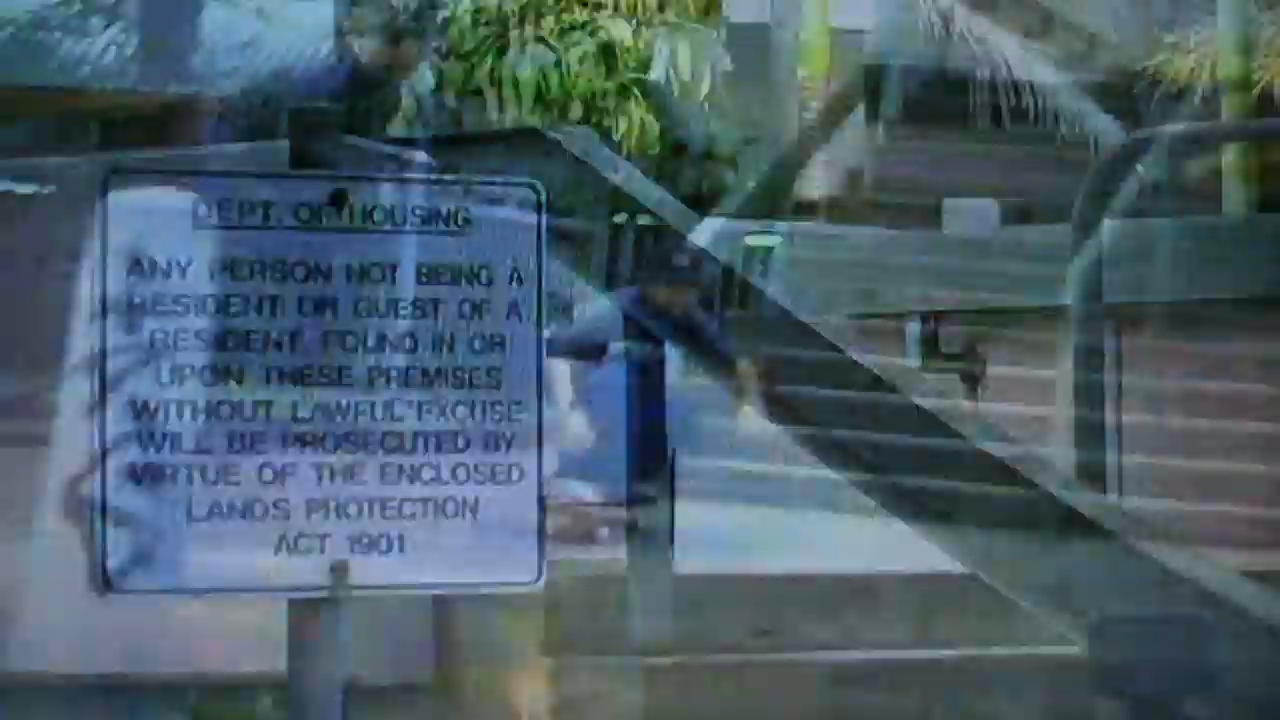 DEPT. OF HOUSING
ANY PERSON NOT BEING A
RESIDENT OR GUEST OF A
RESIDENT, FOUND IN OR
UPON THESE PREMISES
WITHOUT LAWFUL EXCUSE
WILL BE PROSECUTED BY
VIRTUE OF THE ENCLOSED
LANDS PROTECTION
ACT 1901